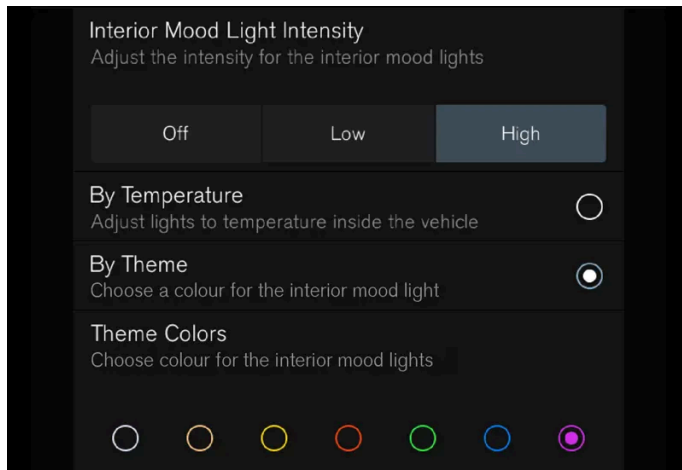 Interior Mood Light Intensity
Adjust the intensity for the interior mood lights
Off Low High
By Temperature
Adjust lights to temperature inside the vehicle
By Theme
Choose a colour for the interior mood light
Theme Colors
Choose colour for the interior mood lights